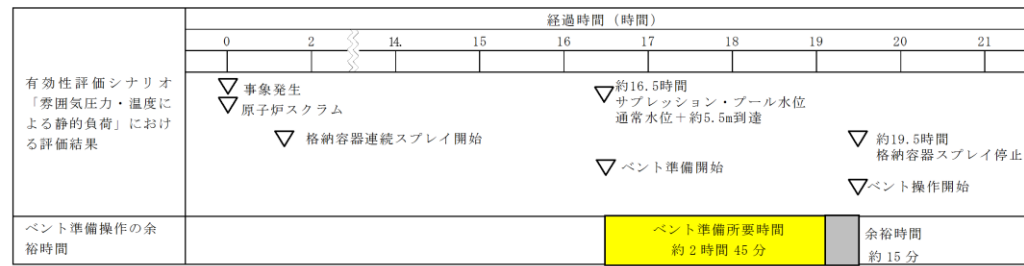 経過時間（時間）
0 2 14. 15 16 17 18 19 20 21
有効性評価シナリオ
「雰囲気圧力・温度に
よる静的負荷」におけ
る評価結果
事象発生
原子炉スクラム
格納容器連続スプレイ開始
約16.5時間
サプレッション・プール水位
通常水位＋約5.5m到達
ベント準備開始
約19.5時間
格納容器スプレイ停止
ベント操作開始
ベント準備操作の余
裕時間
ベント準備所要時間
約２時間 45 分
余裕時間
約 15 分